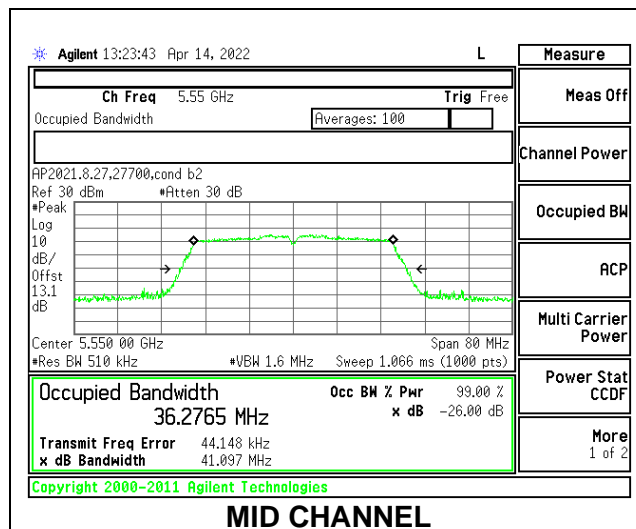 Agilent 13:23:43 Apr 14, 2022 L
Measure
Ch Freq 5.55 GHz Trig Free
Meas Off
Occupied Bandwidth Averages: 100
Channel Power
AP2021.8.27,27700,cond b2
Ref 30 dBm #Atten 30 dB
#Peak
Log
10
dB/
Offst
13.1
dB
Occupied BW
ACP
Center 5.550 00 GHz Span 80 MHz
#Res BW 510 kHz #VBW 1.6 MHz Sweep 1.066 ms (1000 pts)
Multi Carrier
Power
Occupied Bandwidth Occ BW % Pwr 99.00 %
36.2765 MHz x dB -26.00 dB
Transmit Freq Error 44.148 kHz
x dB Bandwidth 41.097 MHz
Power Stat
CCDF
More
1 of 2
Copyright 2000-2011 Agilent Technologies
MID CHANNEL